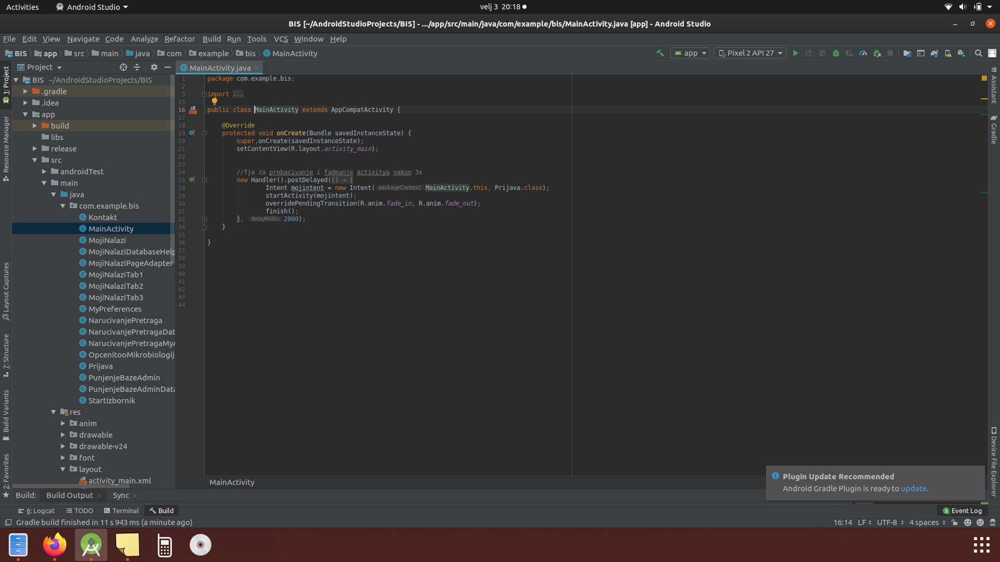 Activities
Android Studio
velj 3 20:18
BIS [~/AndroidStudioProjects/BIS] - .../app/src/main/java/com/example/bis/MainActivity.java [app] - Android Studio
File Edit View Navigate Code Analyze Refactor Build Run Tools VCS Window Help
BIS app src main java com example bis MainActivity
app
Pixel 2 API 27
Project
MainActivity.java
1: Project
Resource Manager
Layout Captures
7: Structure
Build Variants
2: Favorites
BIS ~/AndroidStudioProjects/BIS
.gradle
.idea
app
build
libs
release
src
androidTest
main
java
com.example.bis
Kontakt
MainActivity
MojiNalazi
MojiNalaziDatabaseHelp
MojiNalaziPageAdapter
MojiNalaziTab1
MojiNalaziTab2
MojiNalaziTab3
MyPreferences
NarucivanjePretraga
NarucivanjePretragaDat
NarucivanjePretragaMyA
OpcenitooMikrobiologij
Prijava
PunjenjeBazeAdmin
PunjenjeBazeAdminData
StartIzbornik
res
anim
drawable
drawable-v24
font
layout
activity_main.xml
1 package com.example.bis;
2
3 import ...
15
16 public class MainActivity extends AppCompatActivity {
17
18 @Override
19 protected void onCreate(Bundle savedInstanceState) {
20 super.onCreate(savedInstanceState);
21 setContentView(R.layout.activity_main);
22
23
24 //fja za prebacivanje i fadeanje activitya nakon 3s
25 new Handler().postDelayed(() → {
28 Intent mojintent = new Intent( packageContext: MainActivity.this, Prijava.class);
29 startActivity(mojintent);
30 overridePendingTransition(R.anim.fade_in, R.anim.fade_out);
31 finish();
32 }, delayMillis: 2000);
34 }
35
36 }
37
38
39
40
41
42
43
44
MainActivity
Assistant
Gradle
Device File Explorer
Plugin Update Recommended
Android Gradle Plugin is ready to update.
Build: Build Output Sync
6: Logcat TODO Terminal Build
3 Event Log
Gradle build finished in 11 s 943 ms (a minute ago)
16:14 LF UTF-8 4 spaces